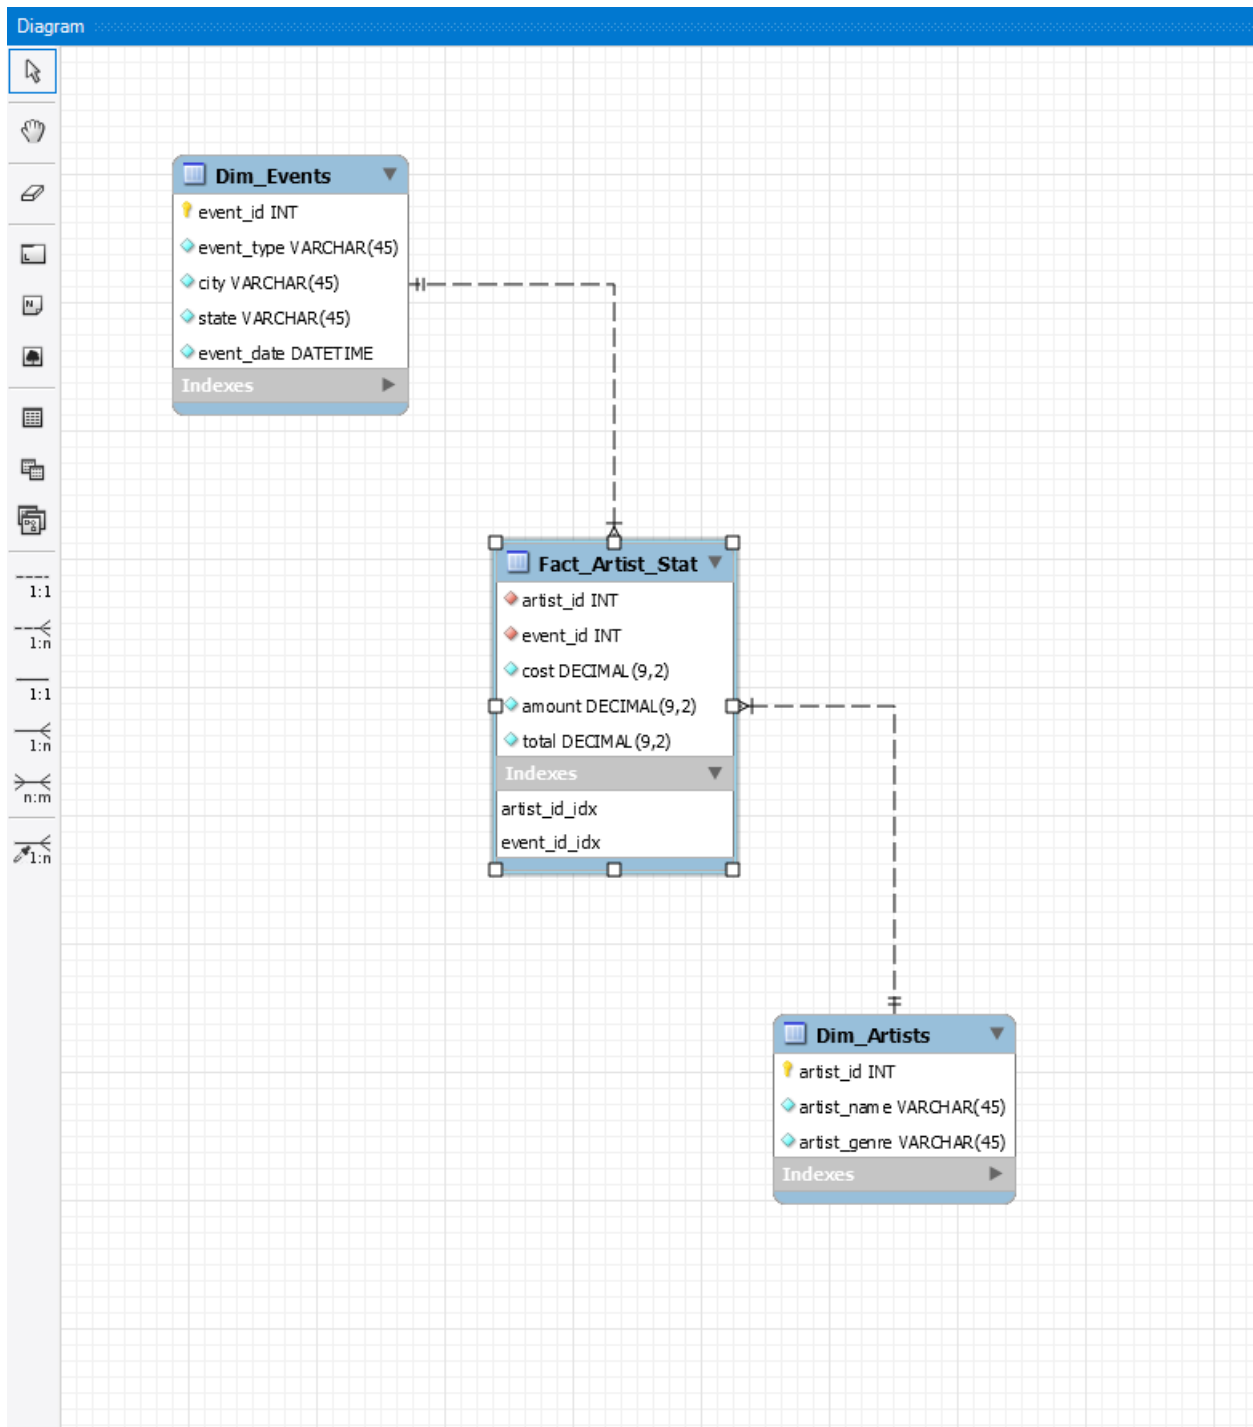 Diagram
Dim_Events
event_id INT
event_type VARCHAR(45)
city VARCHAR(45)
state VARCHAR(45)
event_date DATETIME
Indexes
Fact_Artist_Stat
artist_id INT
event_id INT
cost DECIMAL(9,2)
amount DECIMAL(9,2)
total DECIMAL(9,2)
Indexes
artist_id_idx
event_id_idx
Dim_Artists
artist_id INT
artist_name VARCHAR(45)
artist_genre VARCHAR(45)
Indexes
1:1
1:n
1:1
1:n
n:m
1:n